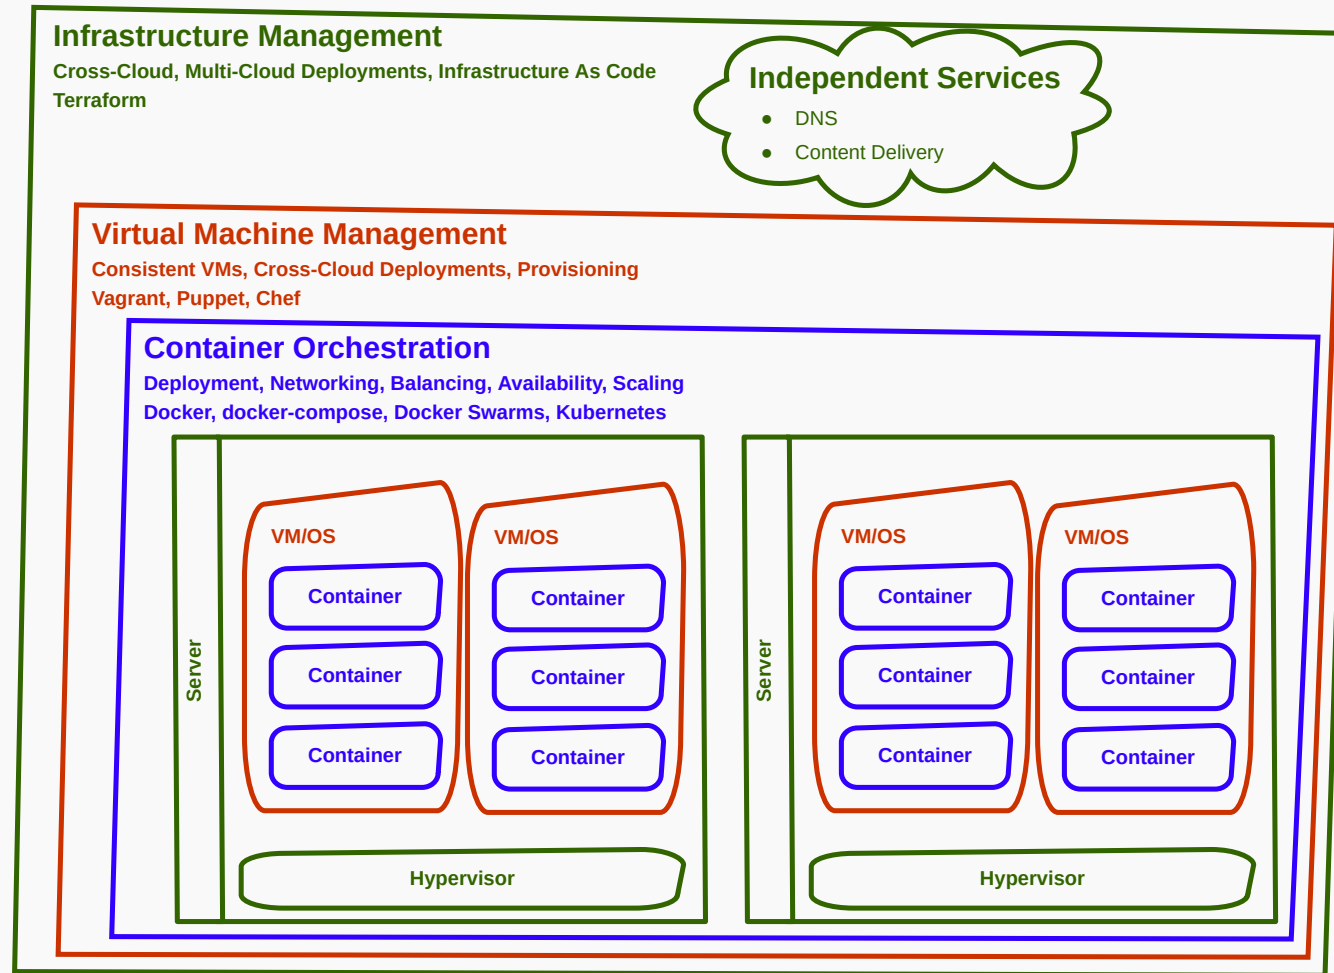 Infrastructure Management
Cross-Cloud, Multi-Cloud Deployments, Infrastructure As Code
Terraform
Independent Services
● DNS
● Content Delivery
Virtual Machine Management
Consistent VMs, Cross-Cloud Deployments, Provisioning
Vagrant, Puppet, Chef
Container Orchestration
Deployment, Networking, Balancing, Availability, Scaling
Docker, docker-compose, Docker Swarms, Kubernetes
Server
VM/OS
Container
Container
Container
VM/OS
Container
Container
Container
Hypervisor
Server
VM/OS
Container
Container
Container
VM/OS
Container
Container
Container
Hypervisor